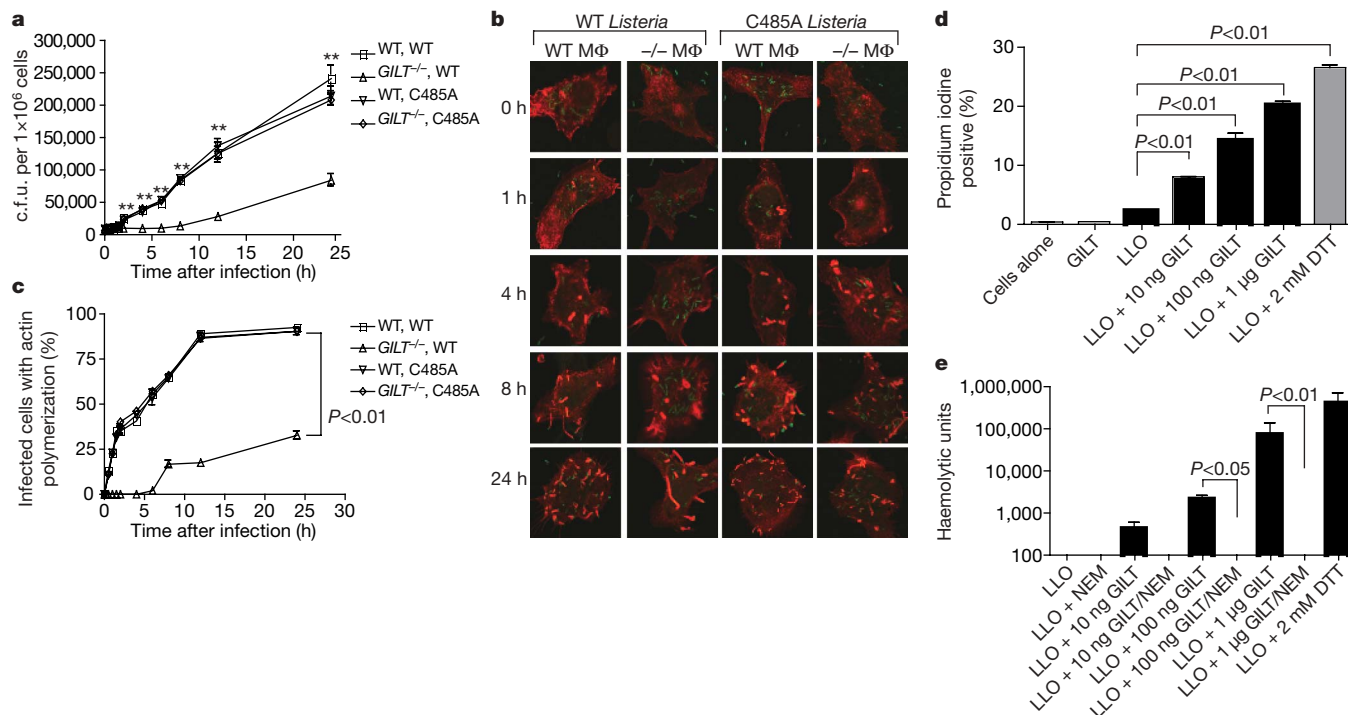 a
c.f.u. per 1×10⁶ cells
300,000
250,000
200,000
150,000
100,000
50,000
0
**
**
**
**
**
**
0 5 10 15 20 25
Time after infection (h)
WT, WT
GILT−/−, WT
WT, C485A
GILT−/−, C485A
c
Infected cells with actin
polymerization (%)
100
75
50
25
0
0 5 10 15 20 25 30
Time after infection (h)
WT, WT
GILT−/−, WT
WT, C485A
GILT−/−, C485A
P<0.01
b
WT Listeria
C485A Listeria
WT MΦ
−/− MΦ
WT MΦ
−/− MΦ
0 h
1 h
4 h
8 h
24 h
d
Propidium iodine
positive (%)
30
20
10
0
P<0.01
P<0.01
P<0.01
P<0.01
Cells alone
GILT
LLO
LLO + 10 ng GILT
LLO + 100 ng GILT
LLO + 1 µg GILT
LLO + 2 mM DTT
e
Haemolytic units
1,000,000
100,000
10,000
1,000
100
P<0.05
P<0.01
LLO
LLO + NEM
LLO + 10 ng GILT
LLO + 10 ng GILT/NEM
LLO + 100 ng GILT
LLO + 100 ng GILT/NEM
LLO + 1 µg GILT
LLO + 1 µg GILT/NEM
LLO + 2 mM DTT